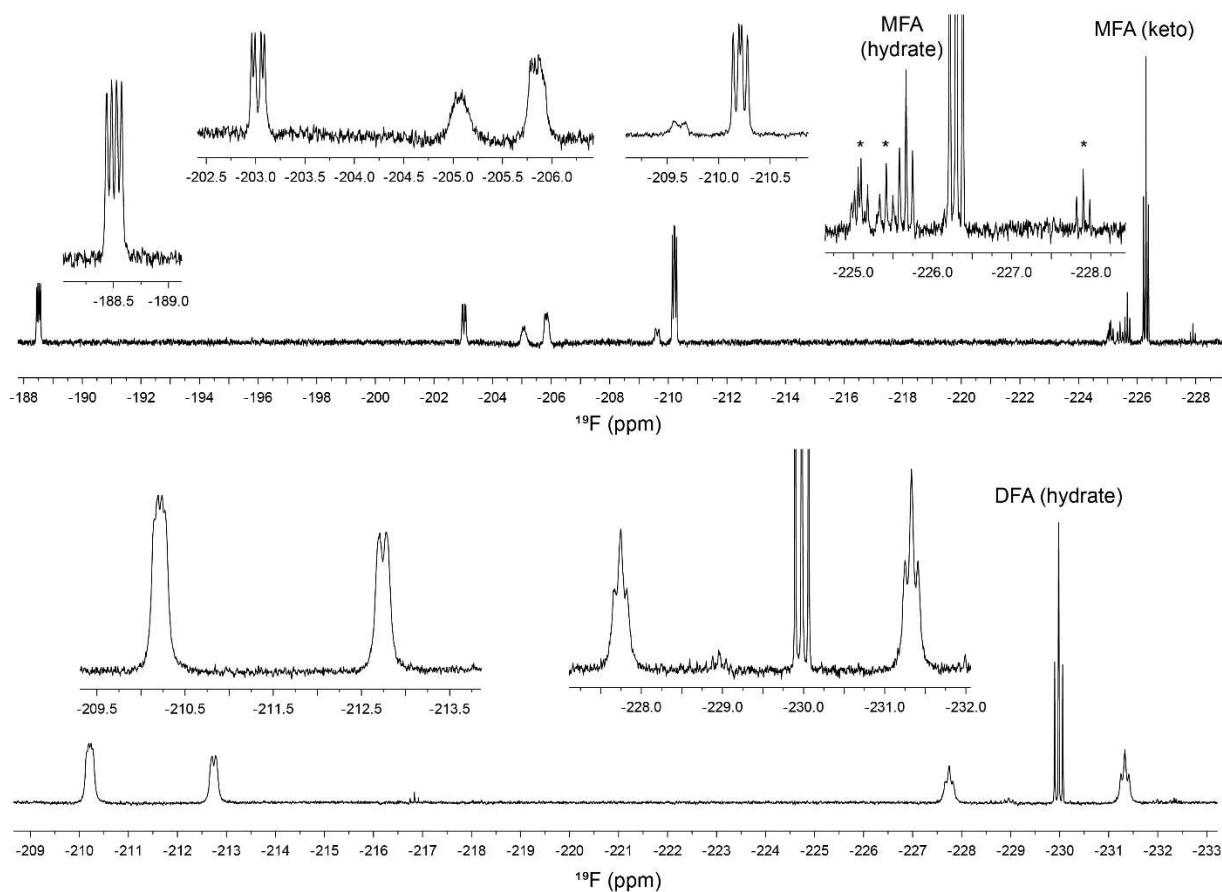 MFA
(hydrate)
MFA (keto)
* * *
-202.5 -203.0 -203.5 -204.0 -204.5 -205.0 -205.5 -206.0
-209.5 -210.0 -210.5
-225.0 -226.0 -227.0 -228.0
-188.5 -189.0
-188 -190 -192 -194 -196 -198 -200 -202 -204 -206 -208 -210 -212 -214 -216 -218 -220 -222 -224 -226 -228
¹⁹F (ppm)
DFA (hydrate)
-209.5 -210.5 -211.5 -212.5 -213.5
-228.0 -229.0 -230.0 -231.0 -232.0
-209 -210 -211 -212 -213 -214 -215 -216 -217 -218 -219 -220 -221 -222 -223 -224 -225 -226 -227 -228 -229 -230 -231 -232 -233
¹⁹F (ppm)